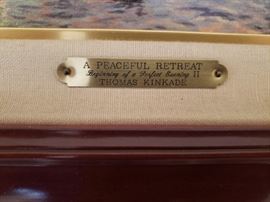 A PEACEFUL RETREAT
Beginning of a Perfect Evening II
THOMAS KINKADE